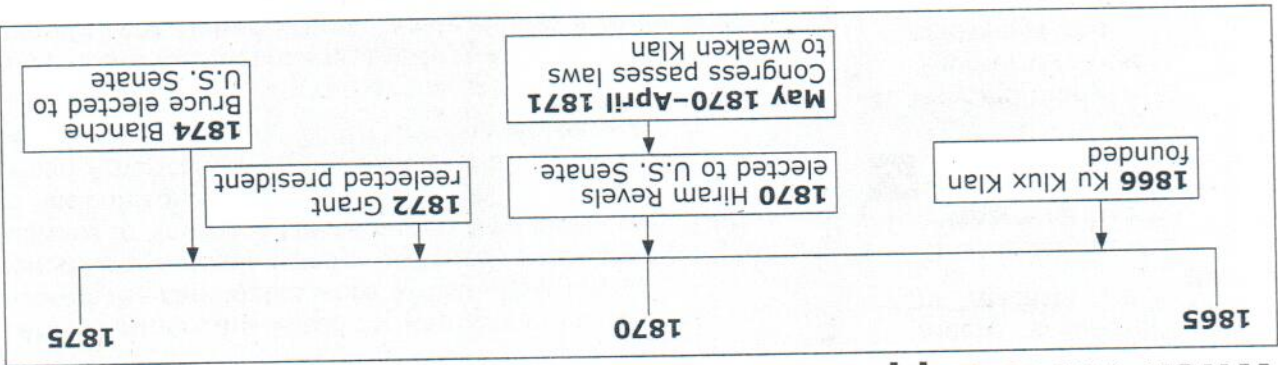 1865
1870
1875
1866 Ku Klux Klan
founded
1870 Hiram Revels
elected to U.S. Senate
May 1870–April 1871
Congress passes laws
to weaken Klan
1872 Grant
reelected president
1874 Blanche
Bruce elected to
U.S. Senate